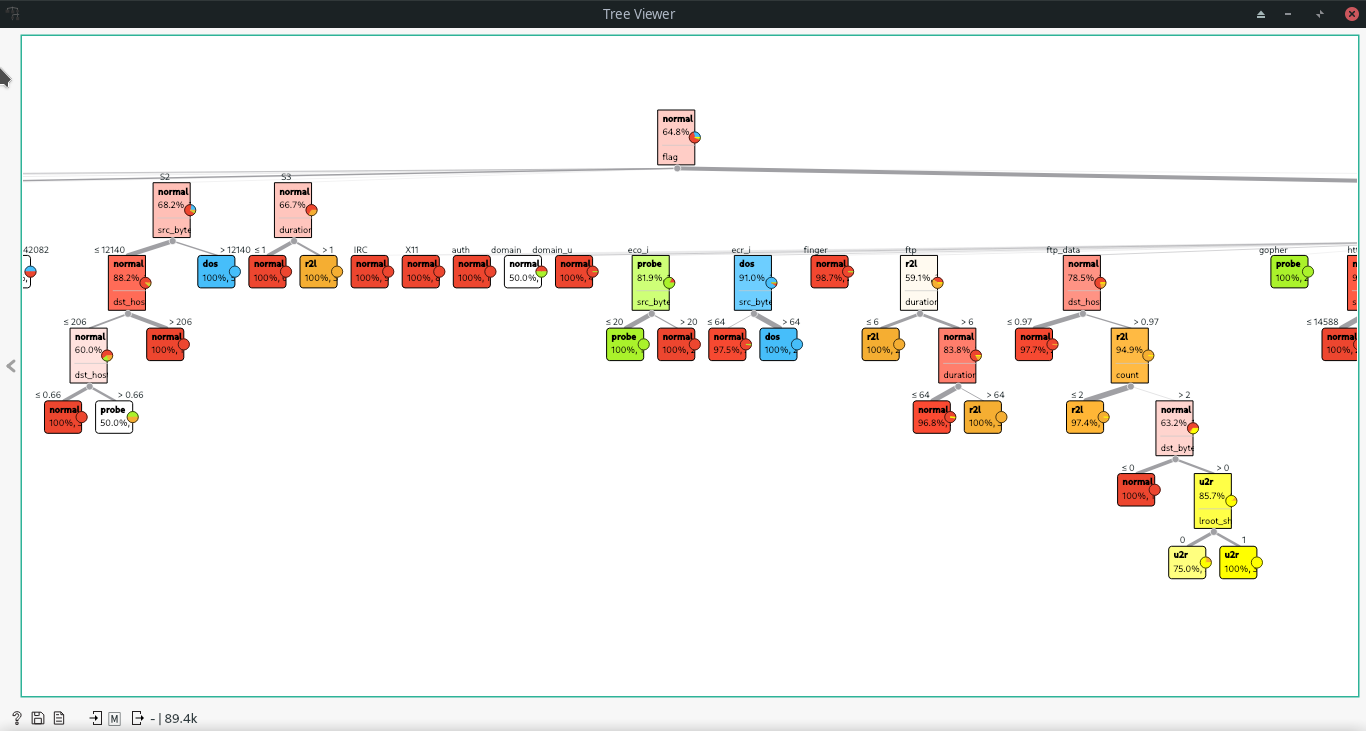 Tree Viewer
normal
64.8%
flag
S2
S3
normal
68.2%
src_byte
normal
66.7%
duration
42082
≤ 12140
> 12140
≤ 1
> 1
IRC
X11
auth
domain
domain_u
eco_i
ecr_i
finger
ftp
ftp_data
gopher
normal
88.2%
dst_hos
dos
100%,
normal
100%,
r2l
100%,
normal
100%,
normal
100%,
normal
100%,
normal
50.0%,
normal
100%,
probe
81.9%
src_byte
dos
91.0%
src_byte
normal
98.7%,
r2l
59.1%
duration
normal
78.5%
dst_hos
probe
100%,
≤ 206
> 206
≤ 20
> 20
≤ 64
> 64
≤ 6
> 6
≤ 0.97
> 0.97
≤ 14588
normal
60.0%
dst_hos
normal
100%,
probe
100%,
normal
100%,
normal
97.5%,
dos
100%,
r2l
100%,
normal
83.8%
duration
normal
97.7%,
r2l
94.9%
count
normal
100%,
≤ 0.66
> 0.66
≤ 64
> 64
≤ 2
> 2
normal
100%,
probe
50.0%,
normal
96.8%,
r2l
100%,
r2l
97.4%,
normal
63.2%
dst_byte
≤ 0
> 0
normal
100%,
u2r
85.7%
lroot_sh
0
1
u2r
75.0%,
u2r
100%,
? M - | 89.4k